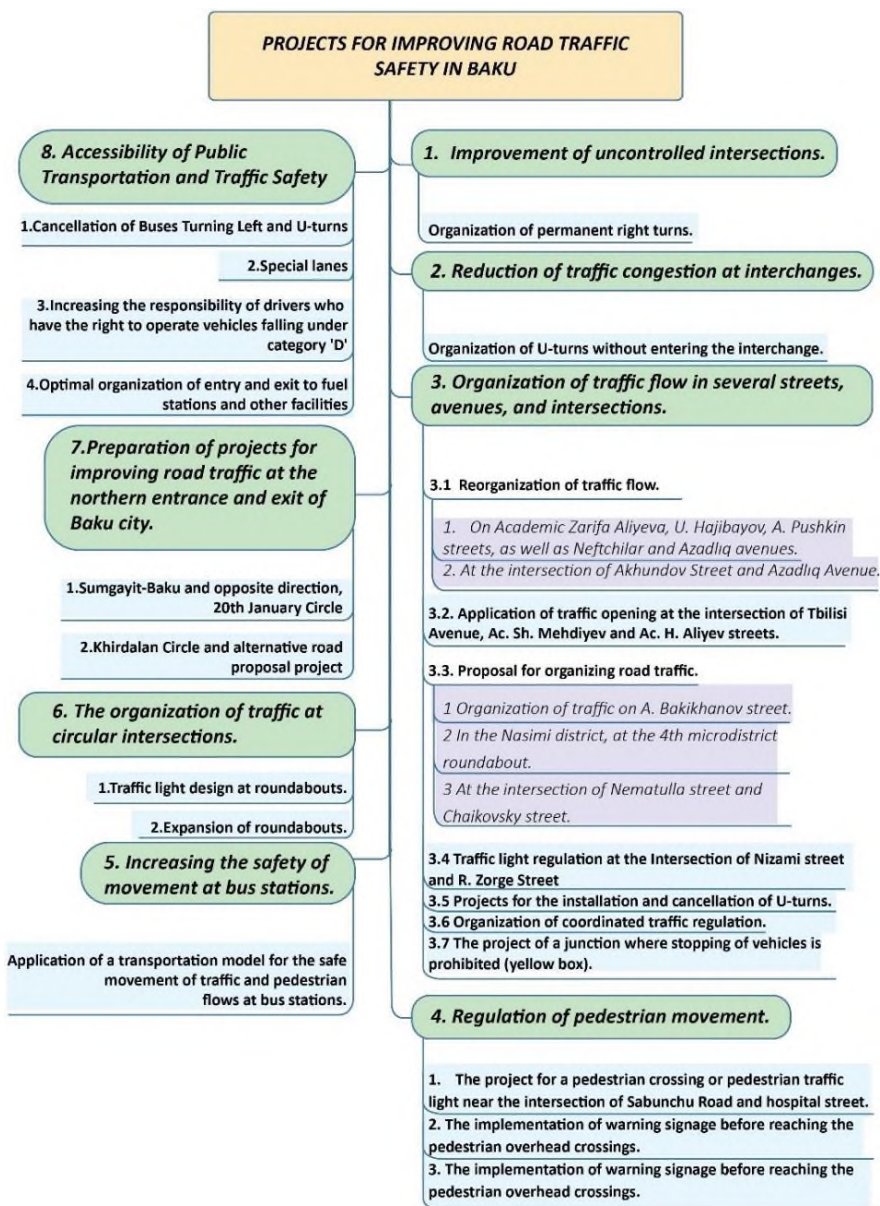 PROJECTS FOR IMPROVING ROAD TRAFFIC
SAFETY IN BAKU
1. Improvement of uncontrolled intersections.
Organization of permanent right turns.
2. Reduction of traffic congestion at interchanges.
Organization of U-turns without entering the interchange.
3. Organization of traffic flow in several streets,
avenues, and intersections.
3.1 Reorganization of traffic flow.
1. On Academic Zarifa Aliyeva, U. Hajibayov, A. Pushkin
streets, as well as Neftchilar and Azadlıq avenues.
2. At the intersection of Akhundov Street and Azadlıq Avenue.
3.2. Application of traffic opening at the intersection of Tbilisi
Avenue, Ac. Sh. Mehdiyev and Ac. H. Aliyev streets.
3.3. Proposal for organizing road traffic.
1 Organization of traffic on A. Bakikhanov street.
2 In the Nasimi district, at the 4th microdistrict
roundabout.
3 At the intersection of Nematulla street and
Chaikovsky street.
3.4 Traffic light regulation at the Intersection of Nizami street
and R. Zorge Street
3.5 Projects for the installation and cancellation of U-turns.
3.6 Organization of coordinated traffic regulation.
3.7 The project of a junction where stopping of vehicles is
prohibited (yellow box).
4. Regulation of pedestrian movement.
1. The project for a pedestrian crossing or pedestrian traffic
light near the intersection of Sabunchu Road and hospital street.
2. The implementation of warning signage before reaching the
pedestrian overhead crossings.
3. The implementation of warning signage before reaching the
pedestrian overhead crossings.
8. Accessibility of Public
Transportation and Traffic Safety
1.Cancellation of Buses Turning Left and U-turns
2.Special lanes
3.Increasing the responsibility of drivers who
have the right to operate vehicles falling under
category 'D'
4.Optimal organization of entry and exit to fuel
stations and other facilities
7.Preparation of projects for
improving road traffic at the
northern entrance and exit of
Baku city.
1.Sumgayit-Baku and opposite direction,
20th January Circle
2.Khirdalan Circle and alternative road
proposal project
6. The organization of traffic at
circular intersections.
1.Traffic light design at roundabouts.
2.Expansion of roundabouts.
5. Increasing the safety of
movement at bus stations.
Application of a transportation model for the safe
movement of traffic and pedestrian
flows at bus stations.